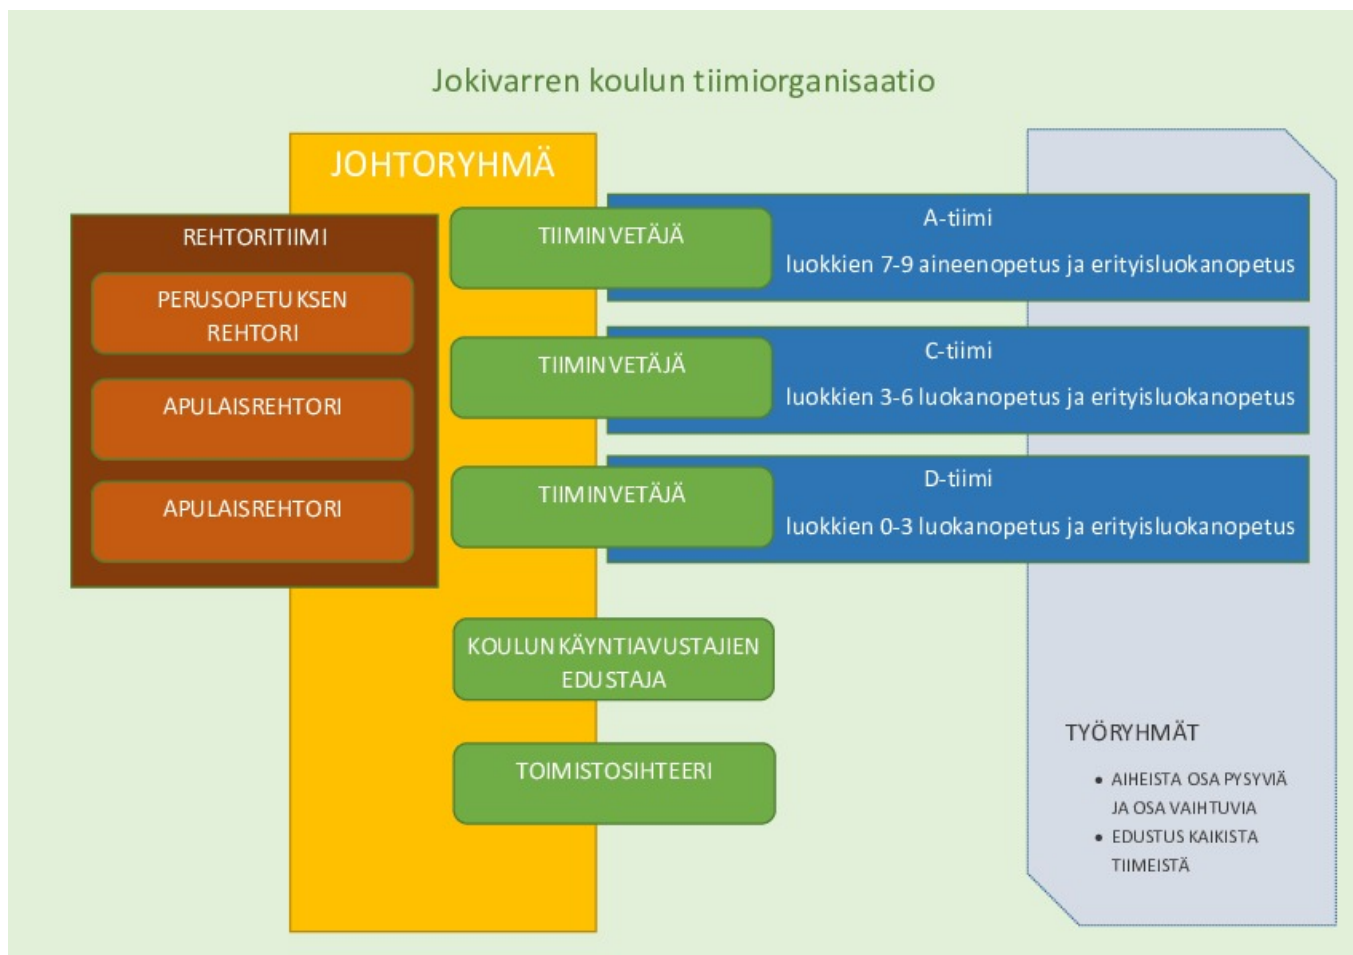 Jokivarren koulun tiimiorganisaatio
JOHTORYHMÄ
REHTORITIIMI
PERUSOPETUKSEN
REHTORI
APULAISREHTORI
APULAISREHTORI
TIIMINVETÄJÄ
A-tiimi
luokkien 7-9 aineenopetus ja erityisluokanopetus
TIIMINVETÄJÄ
C-tiimi
luokkien 3-6 luokanopetus ja erityisluokanopetus
TIIMINVETÄJÄ
D-tiimi
luokkien 0-3 luokanopetus ja erityisluokanopetus
KOULUNKÄYNTIAVUSTAJIEN
EDUSTAJA
TOIMISTOSIHTEERI
TYÖRYHMÄT
• AIHEISTA OSA PYSYVIÄ
JA OSA VAIHTUVIA
• EDUSTUS KAIKISTA
TIIMEISTÄ